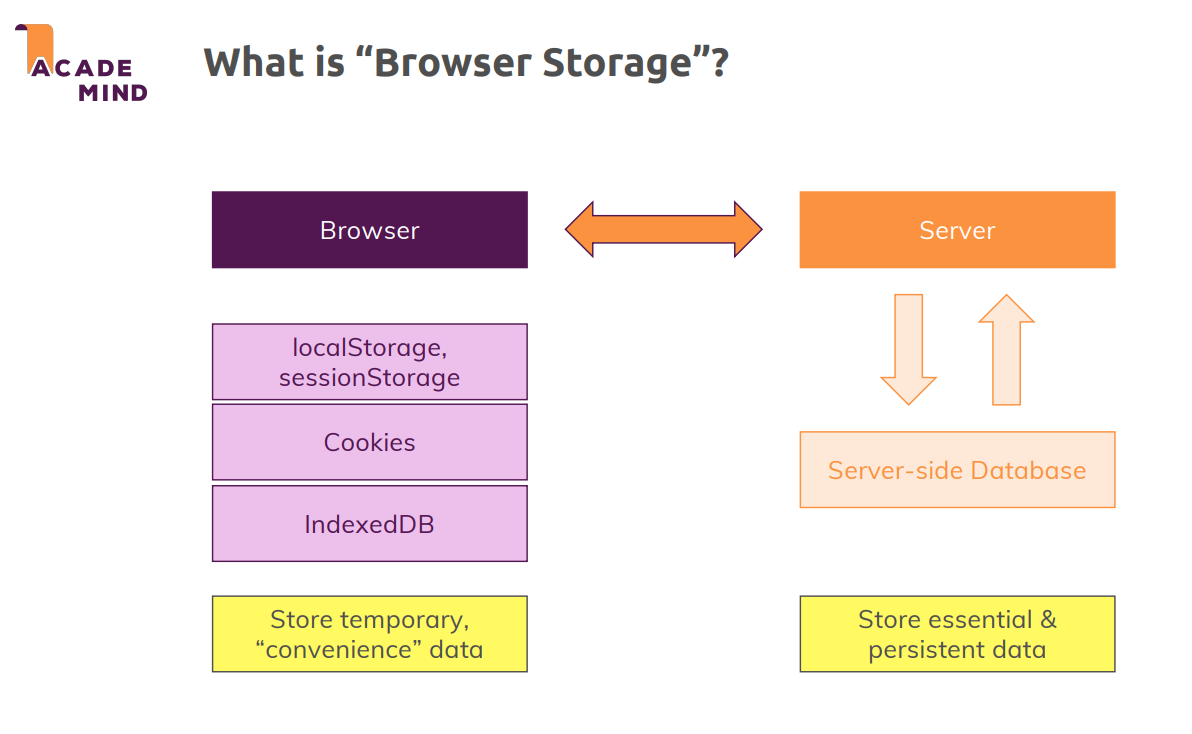 ACADE
MIND
What is “Browser Storage”?
Browser
Server
localStorage,
sessionStorage
Cookies
IndexedDB
Server-side Database
Store temporary,
“convenience” data
Store essential &
persistent data